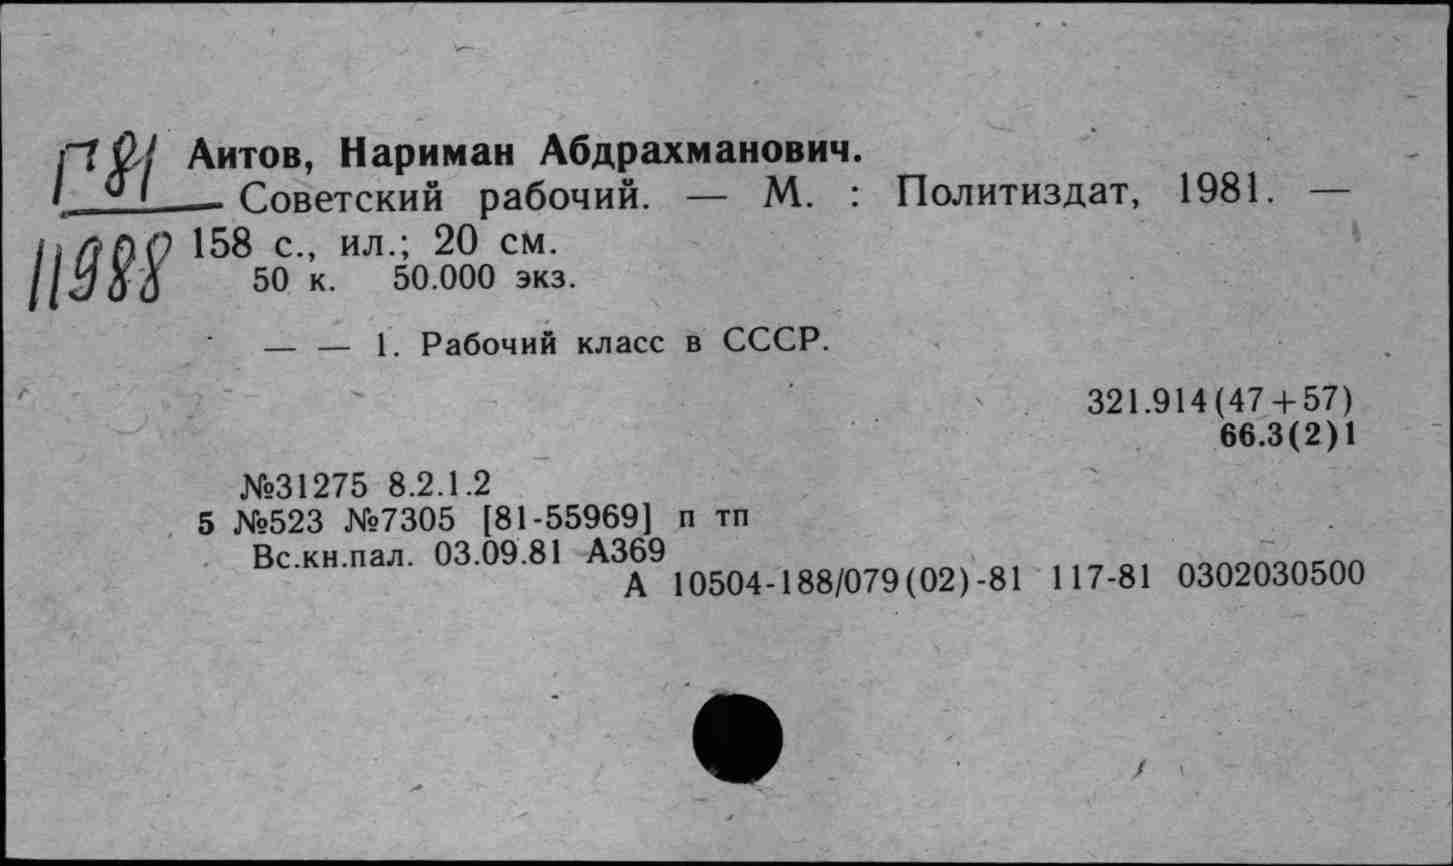 П81
11988
Аитов, Нариман Абдрахманович.
Советский рабочий. — М. : Политиздат, 1981. —
158 с., ил.; 20 см.
50 к. 50.000 экз.
— — 1. Рабочий класс в СССР.
321.914(47+57)
66.3(2)1
№31275 8.2.1.2
5 №523 №7305 [81-55969] п тп
Вс.кн.пал. 03.09.81 А369
А 10504-188/079(02)-81 117-81 0302030500